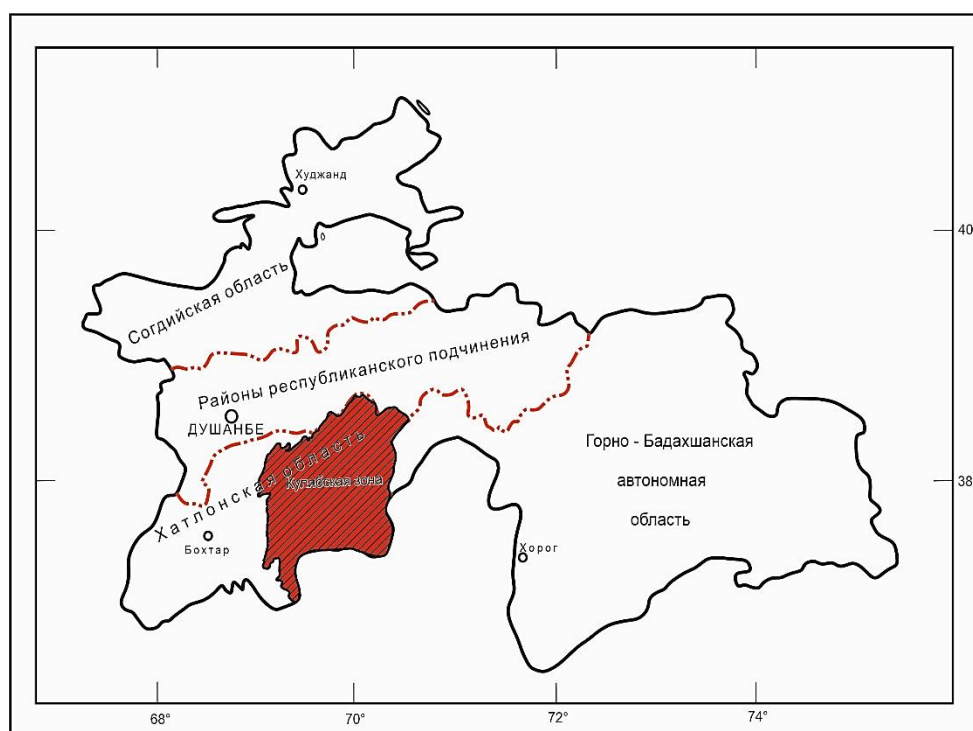 Худжанд
40
Согдийская область
Районы республиканского подчинения
ДУШАНБЕ
Горно - Бадахшанская
автономная
область
Хатлонская область
Кулябская зона
38
Бохтар
Хорог
68°
70°
72°
74°